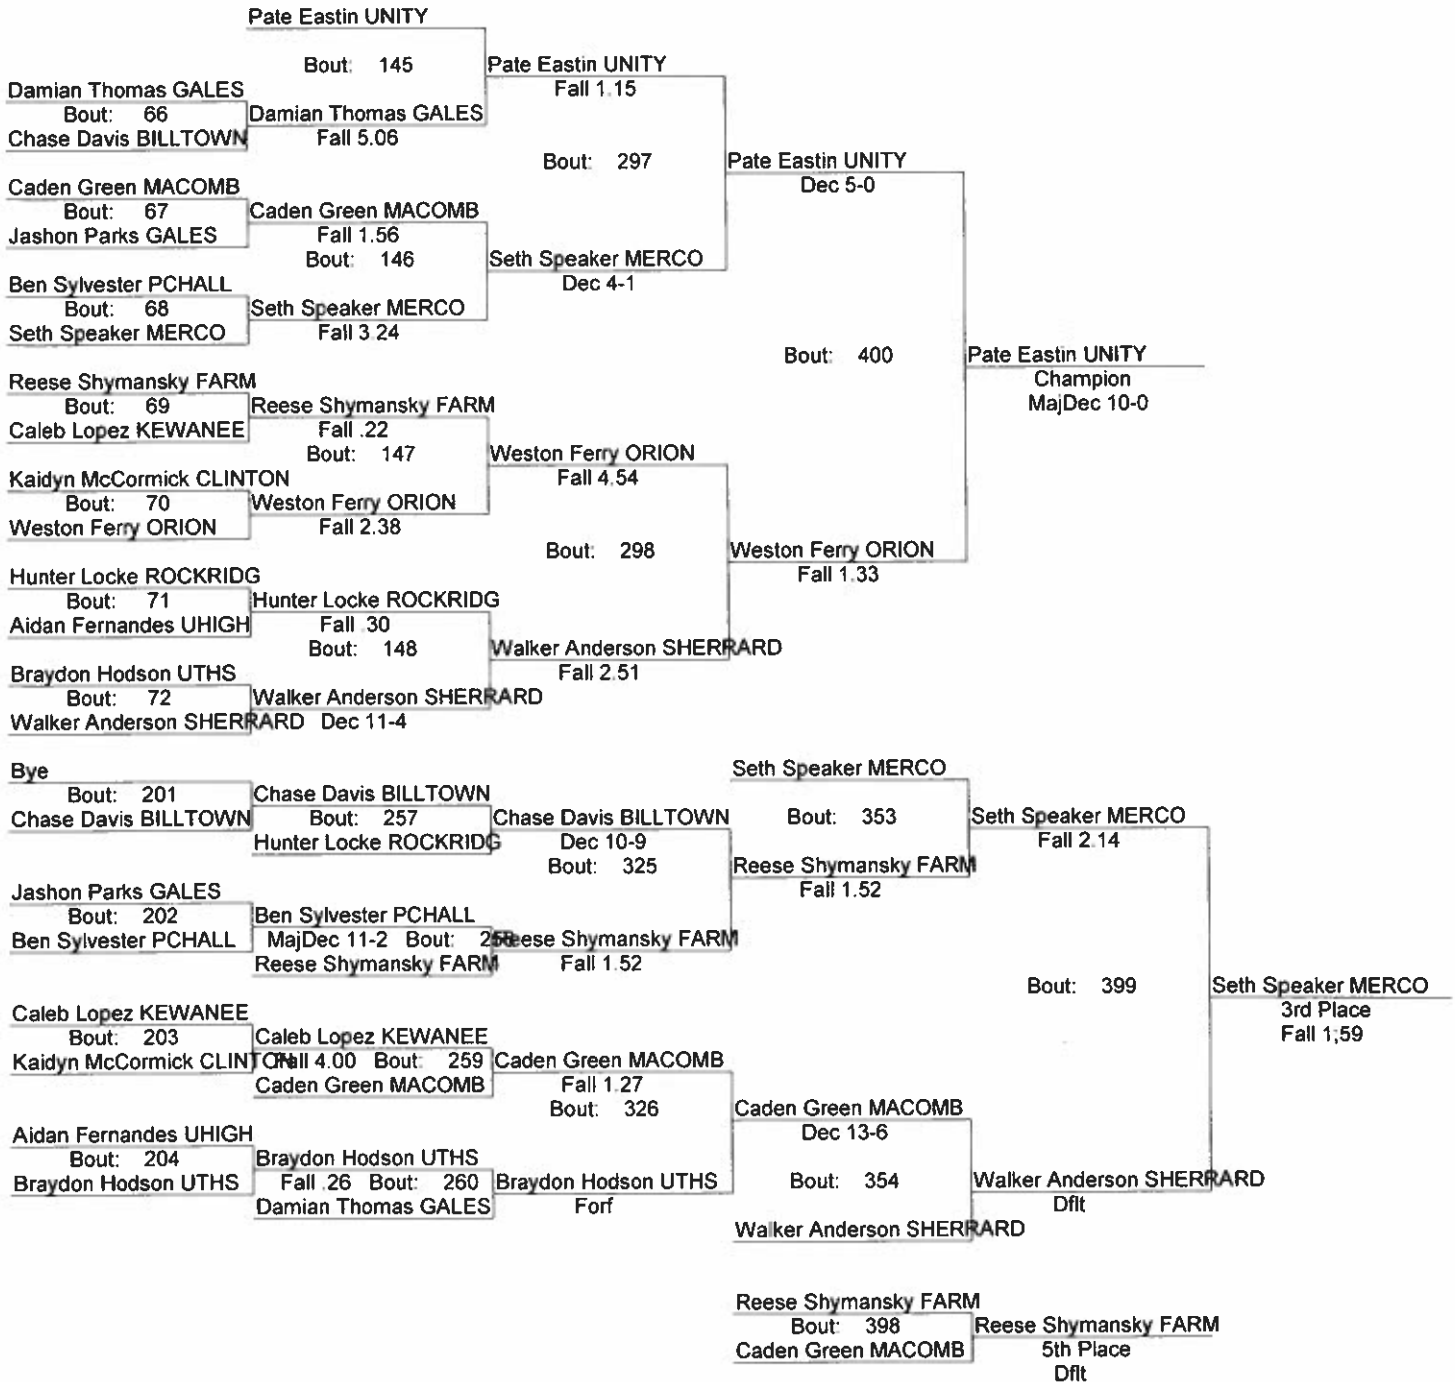 Pate Eastin UNITY
Bout: 145
Pate Eastin UNITY
Fall 1.15
Damian Thomas GALES
Bout: 66
Chase Davis BILLTOWN
Damian Thomas GALES
Fall 5.06
Bout: 297
Pate Eastin UNITY
Dec 5-0
Caden Green MACOMB
Bout: 67
Jashon Parks GALES
Caden Green MACOMB
Fall 1.56
Bout: 146
Seth Speaker MERCO
Dec 4-1
Ben Sylvester PCHALL
Bout: 68
Seth Speaker MERCO
Seth Speaker MERCO
Fall 3.24
Bout: 400
Pate Eastin UNITY
Champion
MajDec 10-0
Reese Shymansky FARM
Bout: 69
Caleb Lopez KEWANEE
Reese Shymansky FARM
Fall .22
Bout: 147
Weston Ferry ORION
Fall 4.54
Kaidyn McCormick CLINTON
Bout: 70
Weston Ferry ORION
Weston Ferry ORION
Fall 2.38
Bout: 298
Weston Ferry ORION
Fall 1.33
Hunter Locke ROCKRIDG
Bout: 71
Aidan Fernandes UHIGH
Hunter Locke ROCKRIDG
Fall .30
Bout: 148
Walker Anderson SHERRARD
Fall 2.51
Braydon Hodson UTHS
Bout: 72
Walker Anderson SHERRARD
Walker Anderson SHERRARD
Dec 11-4
Bye
Bout: 201
Chase Davis BILLTOWN
Chase Davis BILLTOWN
Bout: 257
Hunter Locke ROCKRIDG
Chase Davis BILLTOWN
Dec 10-9
Bout: 325
Seth Speaker MERCO
Bout: 353
Reese Shymansky FARM
Fall 1.52
Seth Speaker MERCO
Fall 2.14
Jashon Parks GALES
Bout: 202
Ben Sylvester PCHALL
Ben Sylvester PCHALL
MajDec 11-2 Bout:
Reese Shymansky FARM
Reese Shymansky FARM
Fall 1.52
Bout: 399
Seth Speaker MERCO
3rd Place
Fall 1;59
Caleb Lopez KEWANEE
Bout: 203
Kaidyn McCormick CLINTON
Caleb Lopez KEWANEE
Fall 4.00 Bout: 259
Caden Green MACOMB
Caden Green MACOMB
Fall 1.27
Bout: 326
Caden Green MACOMB
Dec 13-6
Aidan Fernandes UHIGH
Bout: 204
Braydon Hodson UTHS
Braydon Hodson UTHS
Fall .26 Bout: 260
Damian Thomas GALES
Braydon Hodson UTHS
Forf
Bout: 354
Walker Anderson SHERRARD
Walker Anderson SHERRARD
Dflt
Reese Shymansky FARM
Bout: 398
Caden Green MACOMB
Reese Shymansky FARM
5th Place
Dflt